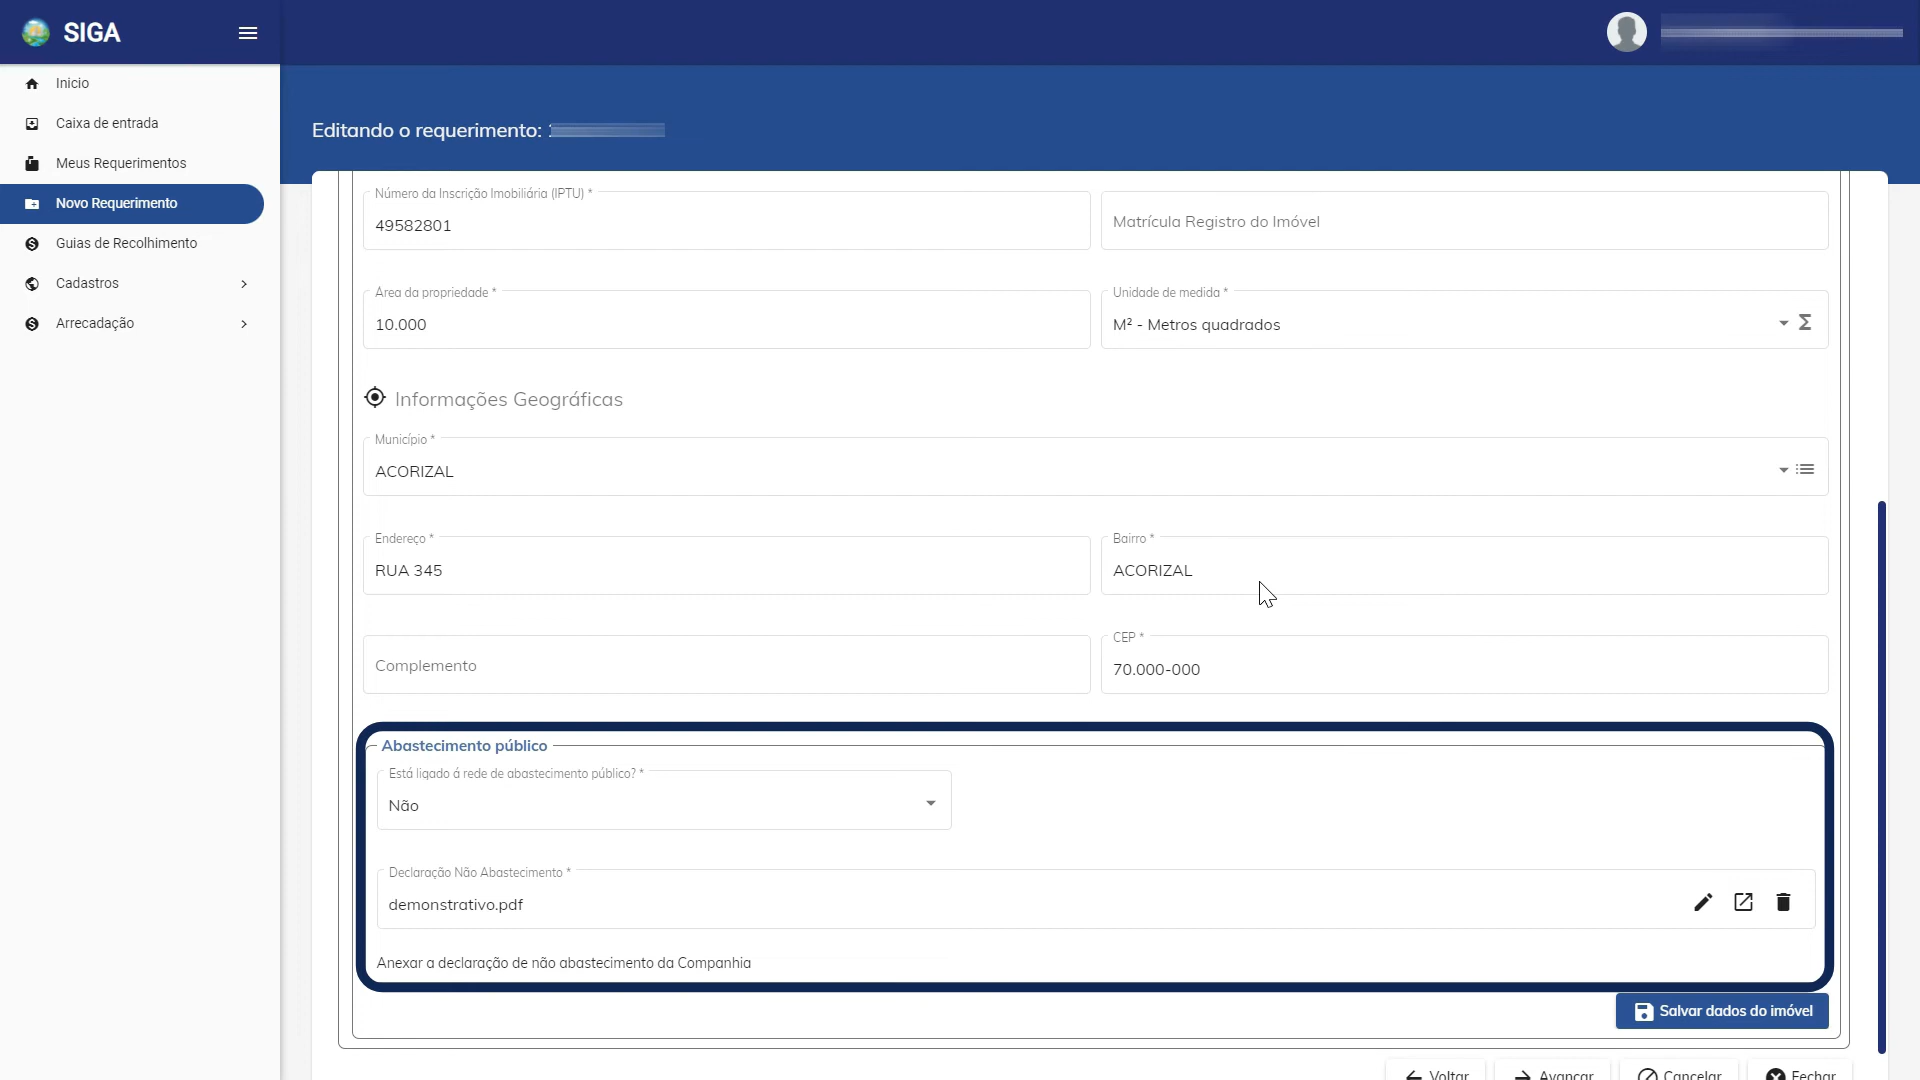 SIGA
Inicio
Caixa de entrada
Meus Requerimentos
Novo Requerimento
Guias de Recolhimento
Cadastros
Arrecadação
Editando o requerimento:
Número da Inscrição Imobiliária (IPTU) *
49582801
Matrícula Registro do Imóvel
Área da propriedade *
10.000
Unidade de medida *
M² - Metros quadrados
Informações Geográficas
Município *
ACORIZAL
Endereço *
RUA 345
Bairro *
ACORIZAL
Complemento
CEP *
70.000-000
Abastecimento público
Está ligado á rede de abastecimento público? *
Não
Declaração Não Abastecimento *
demonstrativo.pdf
Anexar a declaração de não abastecimento da Companhia
Salvar dados do imóvel
Voltar
Avançar
Cancelar
Fechar